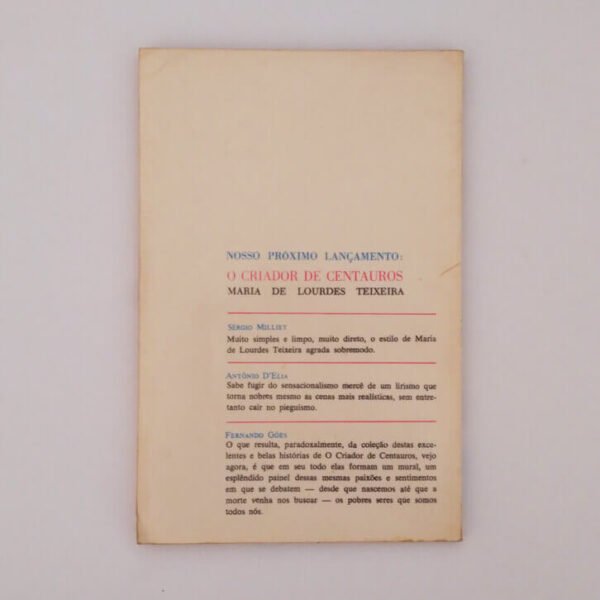 NOSSO PRÓXIMO LANÇAMENTO:
O CRIADOR DE CENTAUROS
MARIA DE LOURDES TEIXEIRA
SÉRGIO MILLIET
Muito simples e limpo, muito direto, o estilo de Maria
de Lourdes Teixeira agrada sobremodo.
ANTÔNIO D'ELIA
Sabe fugir do sensacionalismo mercê de um lirismo que
torna nobres mesmo as cenas mais realísticas, sem entre-
tanto cair no pieguismo.
FERNANDO GÓES
O que resulta, paradoxalmente, da coleção destas exce-
lentes e belas histórias de O Criador de Centauros, vejo
agora, é que em seu todo elas formam um mural, um
esplêndido painel dessas mesmas paixões e sentimentos
em que se debatem — desde que nascemos até que a
morte venha nos buscar — os pobres seres que somos
todos nós.